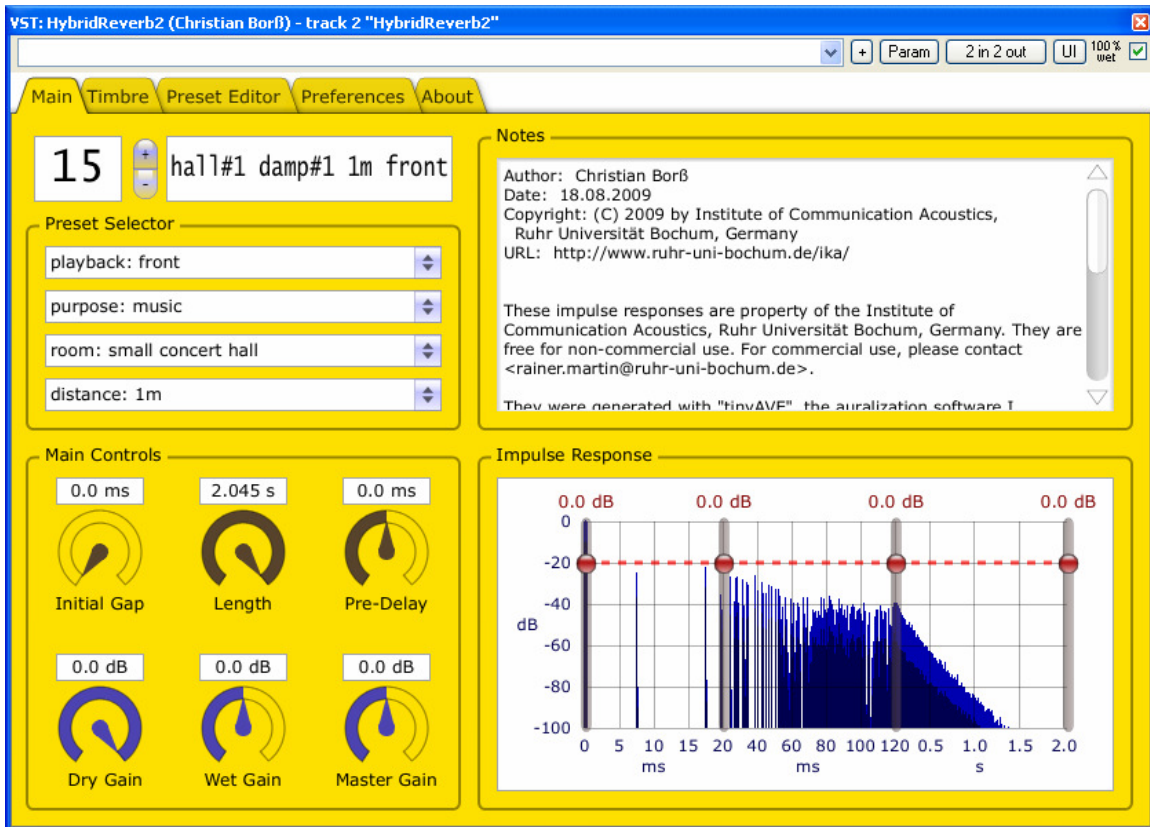 VST: HybridReverb2 (Christian Borß) - track 2 "HybridReverb2"
+ Param 2 in 2 out UI 100% wet
Main Timbre Preset Editor Preferences About
15 + - hall#1 damp#1 1m front
Preset Selector
playback: front
purpose: music
room: small concert hall
distance: 1m
Notes
Author: Christian Borß
Date: 18.08.2009
Copyright: (C) 2009 by Institute of Communication Acoustics,
Ruhr Universität Bochum, Germany
URL: http://www.ruhr-uni-bochum.de/ika/
These impulse responses are property of the Institute of
Communication Acoustics, Ruhr Universität Bochum, Germany. They are
free for non-commercial use. For commercial use, please contact
<rainer.martin@ruhr-uni-bochum.de>.
They were generated with "tinyAVE", the auralization software I
Main Controls
0.0 ms 2.045 s 0.0 ms
Initial Gap Length Pre-Delay
0.0 dB 0.0 dB 0.0 dB
Dry Gain Wet Gain Master Gain
Impulse Response
0.0 dB 0.0 dB 0.0 dB 0.0 dB
0
-20
-40
dB
-60
-80
-100
0 5 10 15 20 40 60 80 100 120 0.5 1.0 1.5 2.0
ms ms s